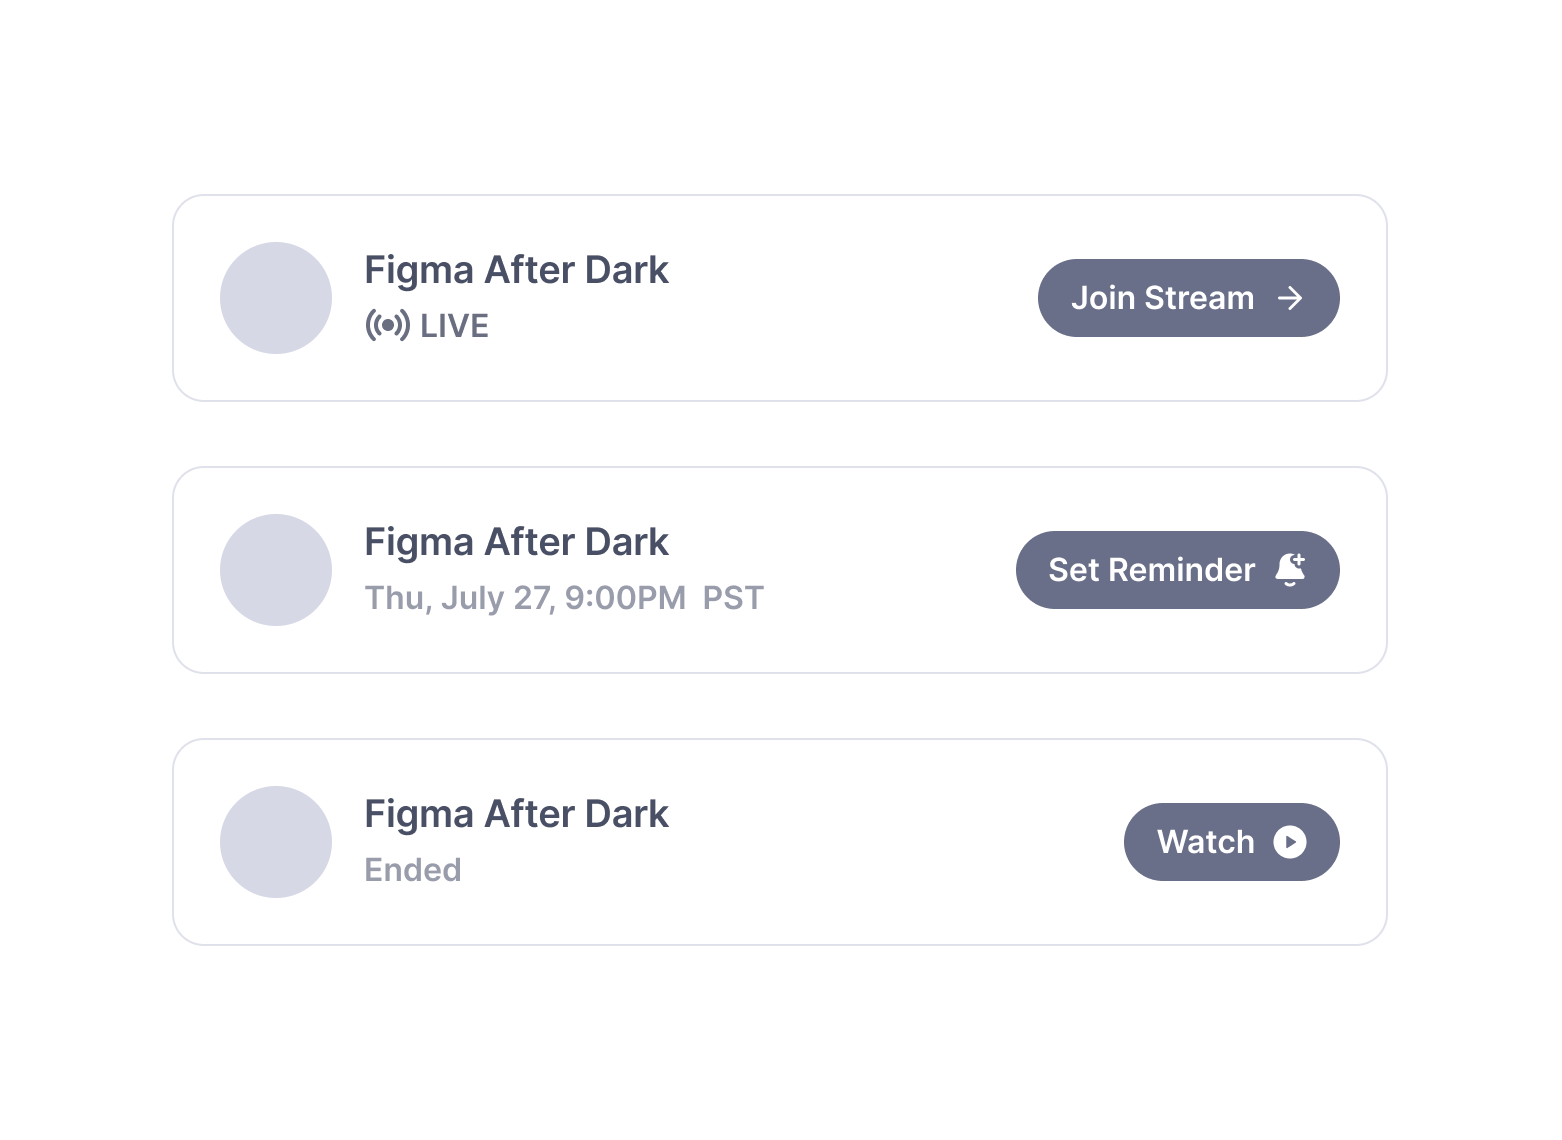 Figma After Dark
LIVE
Join Stream
Figma After Dark
Thu, July 27, 9:00PM  PST
Set Reminder
Figma After Dark
Ended
Watch